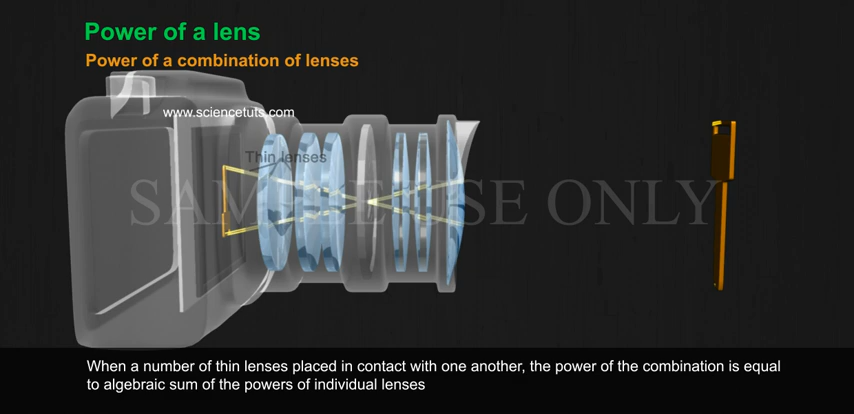 Power of a lens
Power of a combination of lenses
www.sciencetuts.com
Thin lenses
SAMPLE USE ONLY
When a number of thin lenses placed in contact with one another, the power of the combination is equal
to algebraic sum of the powers of individual lenses